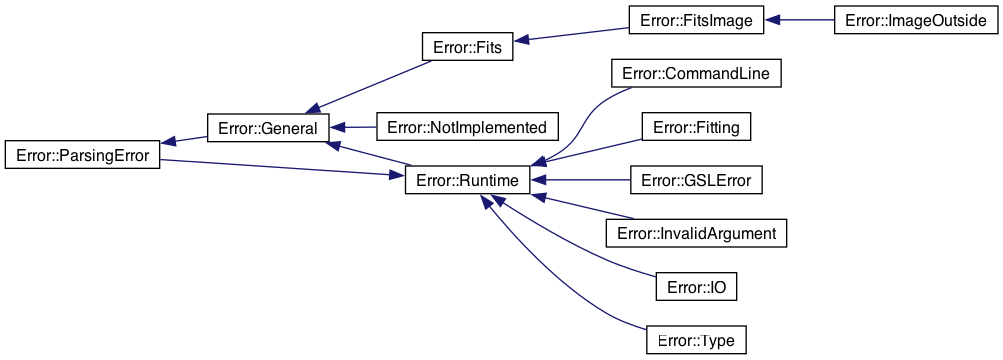 Error::FitsImage
Error::ImageOutside
Error::Fits
Error::CommandLine
Error::General
Error::NotImplemented
Error::Fitting
Error::ParsingError
Error::Runtime
Error::GSLError
Error::InvalidArgument
Error::IO
Error::Type